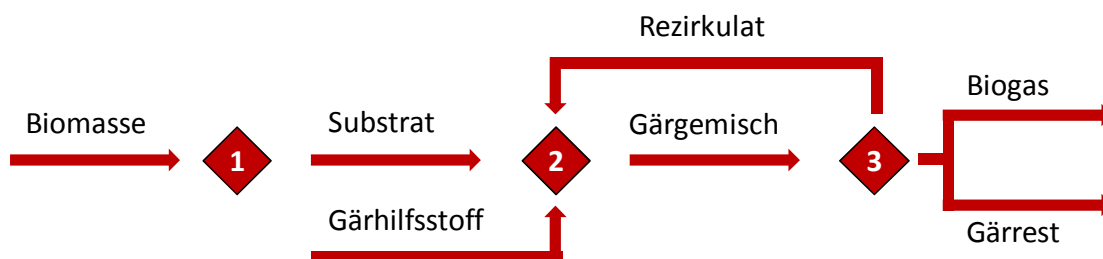 Rezirkulat
Biogas
Biomasse
Substrat
Gärgemisch
1
2
3
Gärhilfsstoff
Gärrest